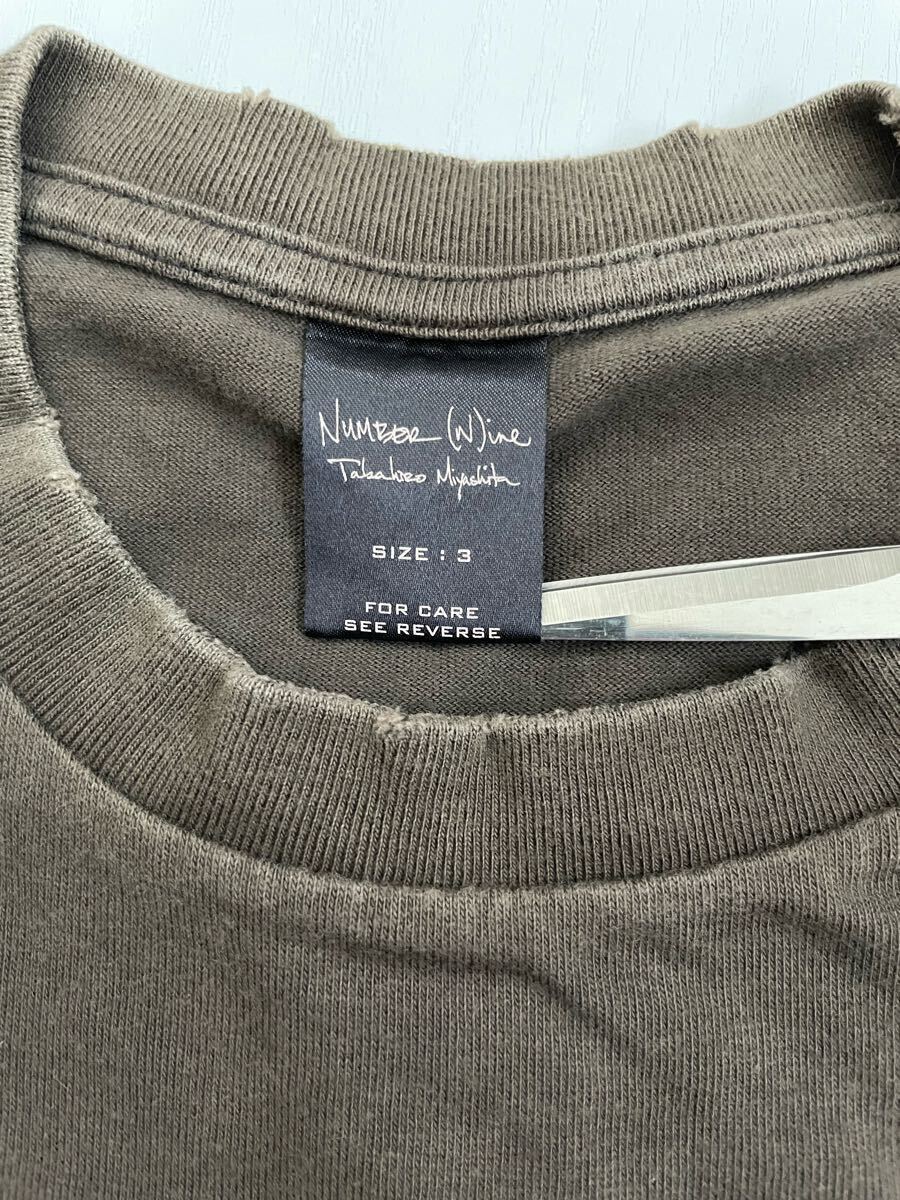 NUMBER (N)ine
Takahiro Miyashita
SIZE : 3
FOR CARE
SEE REVERSE